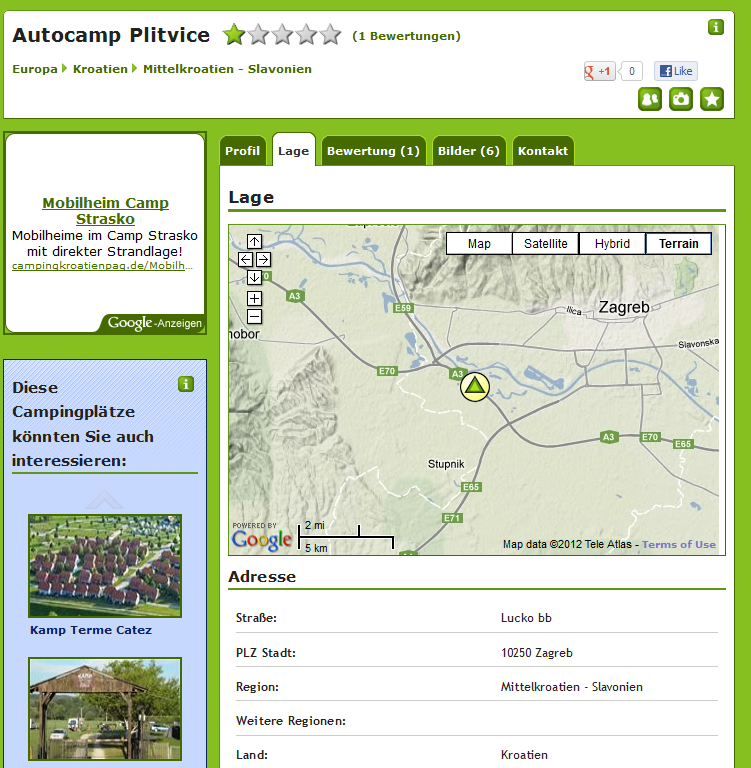 Autocamp Plitvice (1 Bewertungen)
Europa Kroatien Mittelkroatien - Slavonien
g +1 0 Like
Mobilheim Camp
Strasko
Mobilheime im Camp Strasko
mit direkter Strandlage!
campingkroatienpag.de/Mobilh...
Google-Anzeigen
Diese
Campingplätze
könnten Sie auch
interessieren:
Kamp Terme Catez
Profil Lage Bewertung (1) Bilder (6) Kontakt
Lage
Map Satellite Hybrid Terrain
A3
E59
Ilica
Zagreb
Slavonska
E70
A3
A3
E70
E65
Stupnik
E65
E71
POWERED BY
Google
2 mi
5 km
Map data ©2012 Tele Atlas - Terms of Use
Adresse
Straße: Lucko bb
PLZ Stadt: 10250 Zagreb
Region: Mittelkroatien - Slavonien
Weitere Regionen:
Land: Kroatien